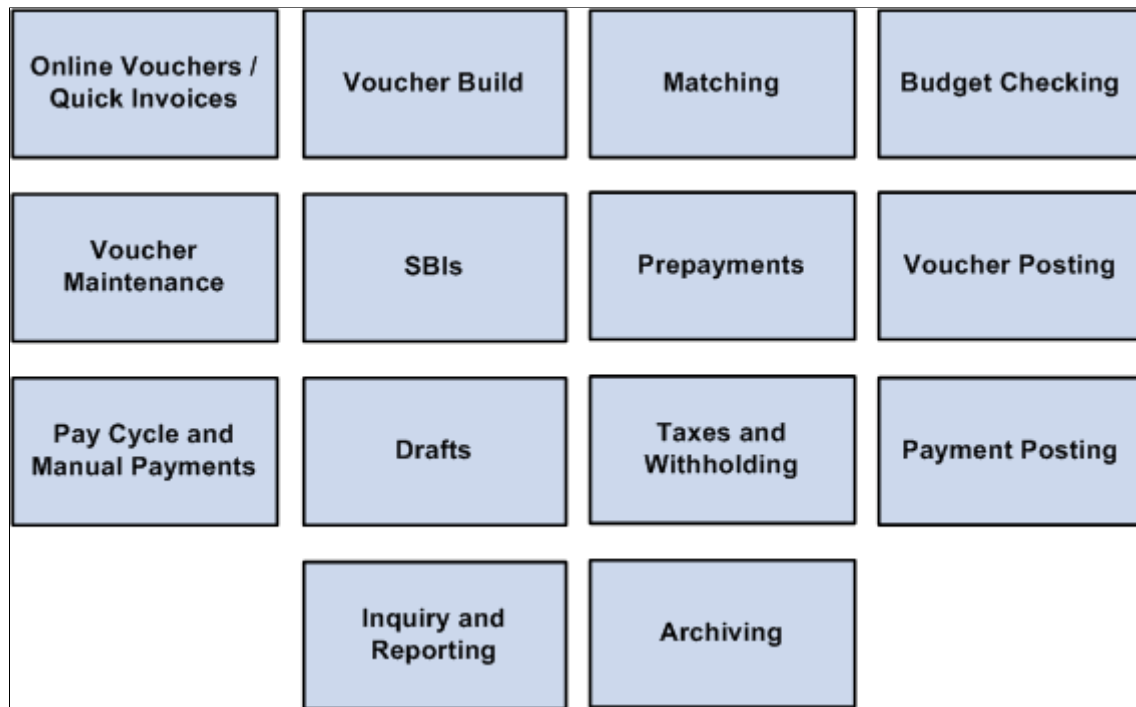 Online Vouchers /
Quick Invoices
Voucher Build
Matching
Budget Checking
Voucher
Maintenance
SBIs
Prepayments
Voucher Posting
Pay Cycle and
Manual Payments
Drafts
Taxes and
Withholding
Payment Posting
Inquiry and
Reporting
Archiving